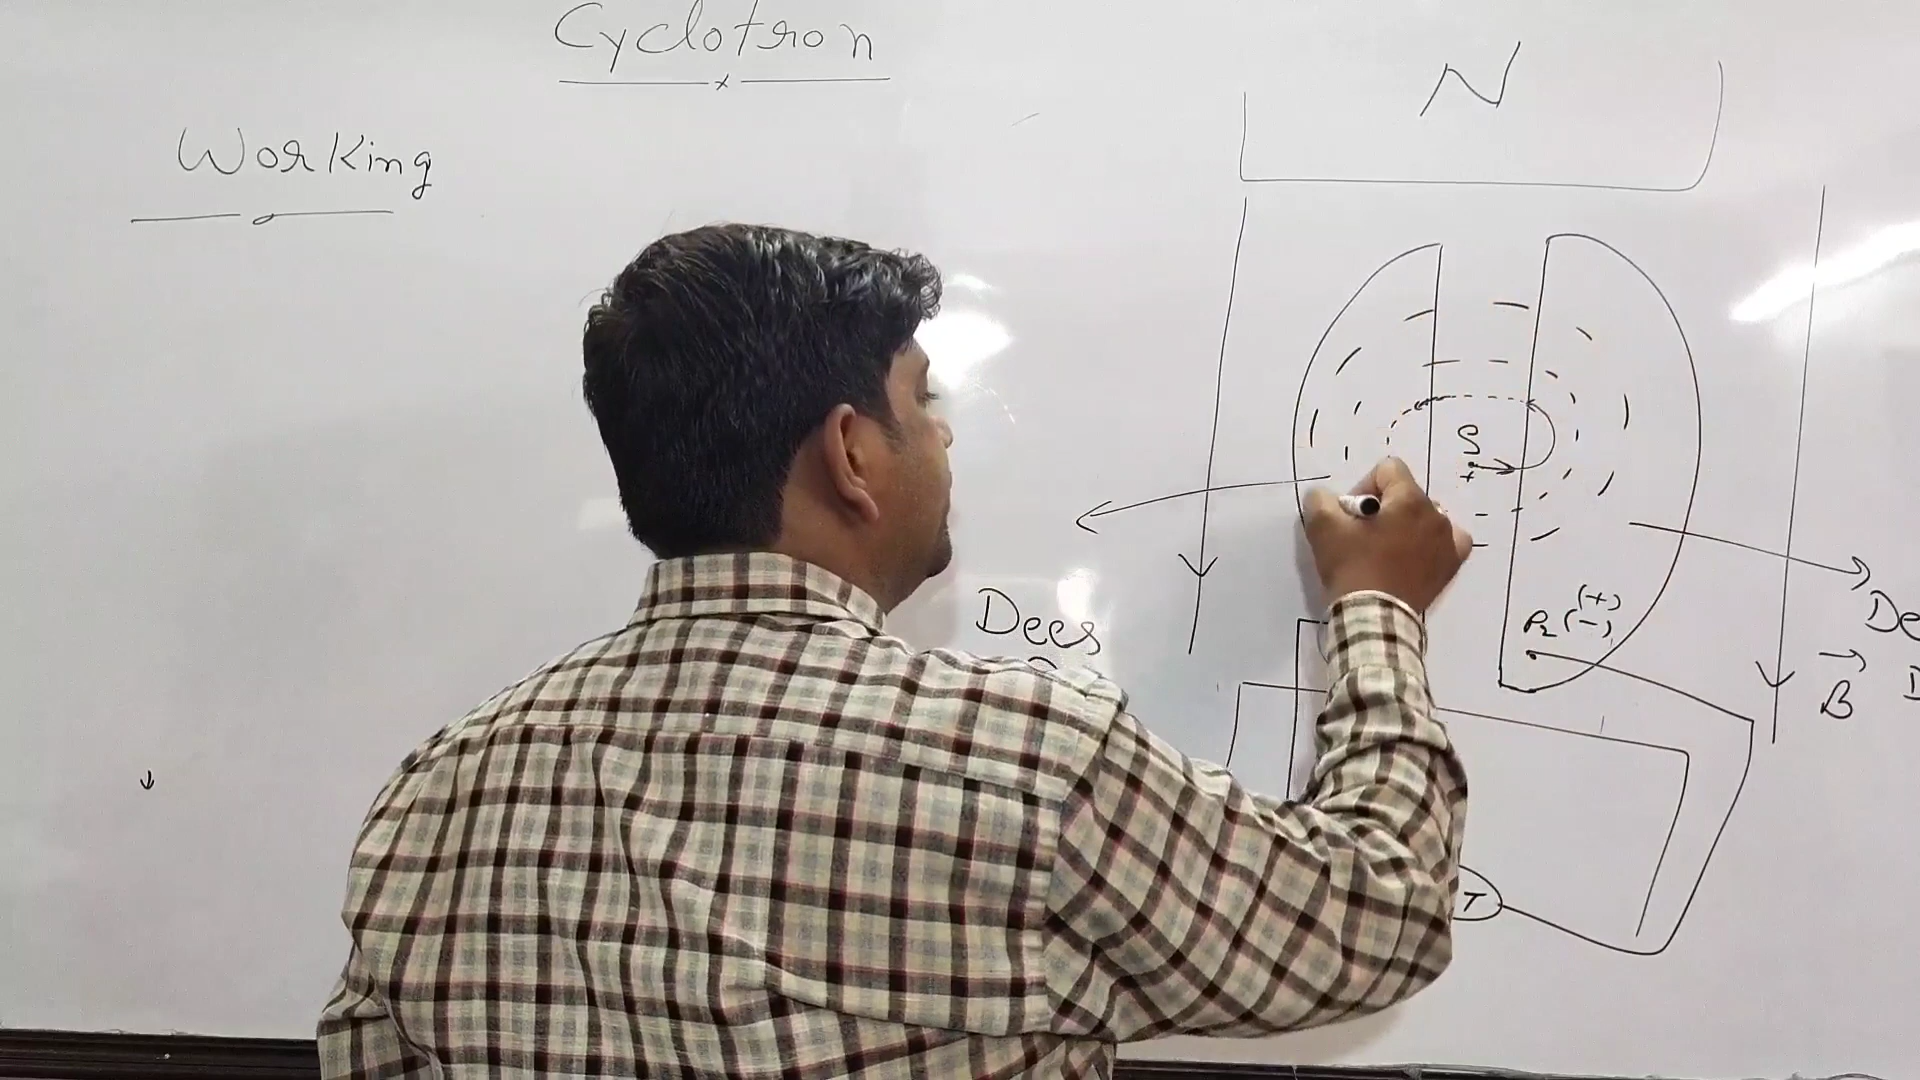 Cyclotron
Working
N
S
+
Dees
(+)
P2 (-)
De
B
T